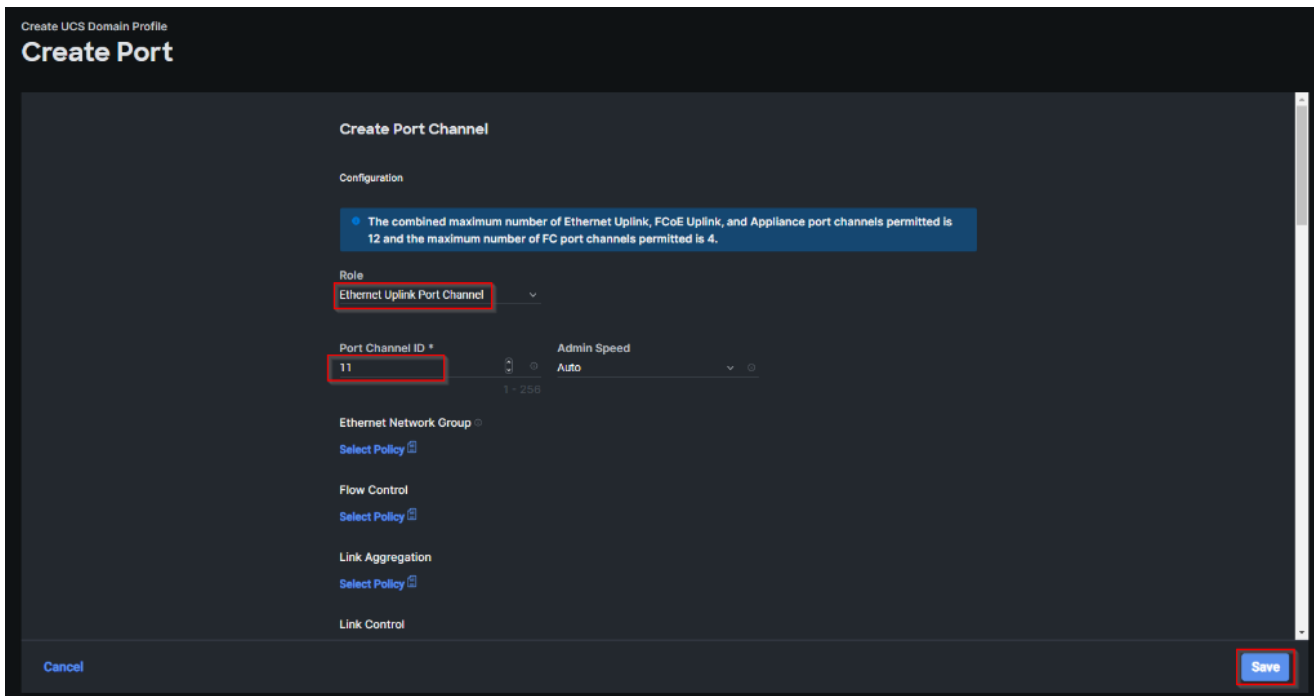 Create UCS Domain Profile
Create Port
Create Port Channel
Configuration
The combined maximum number of Ethernet Uplink, FCoE Uplink, and Appliance port channels permitted is
12 and the maximum number of FC port channels permitted is 4.
Role
Ethernet Uplink Port Channel
Port Channel ID * Admin Speed
11 Auto
1 - 256
Ethernet Network Group
Select Policy
Flow Control
Select Policy
Link Aggregation
Select Policy
Link Control
Cancel Save